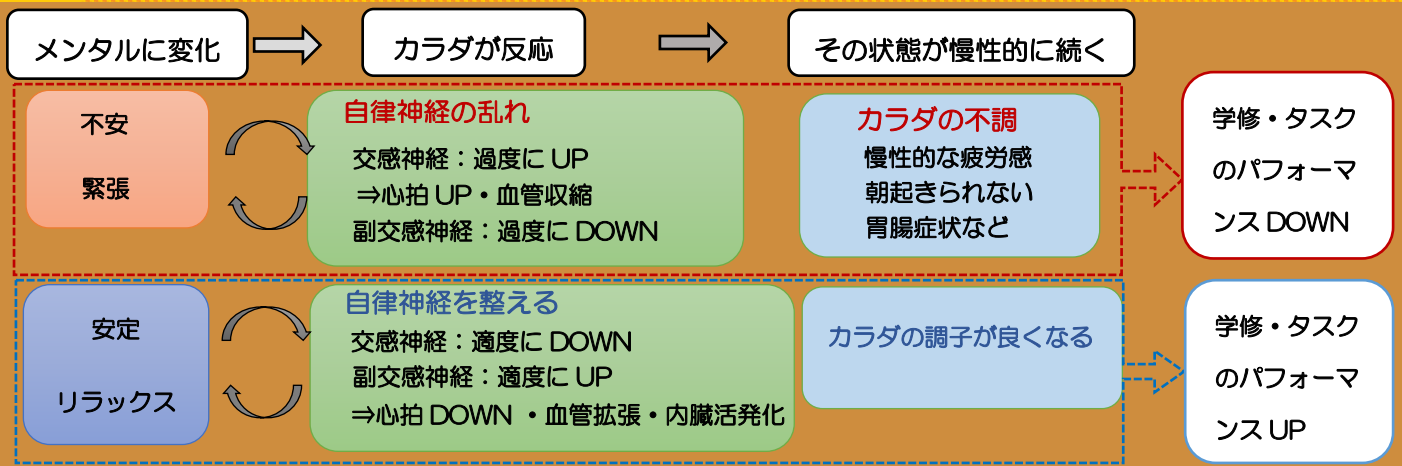 メンタルに変化
カラダが反応
その状態が慢性的に続く
不安
緊張
自律神経の乱れ
交感神経：過度に UP
⇒心拍 UP・血管収縮
副交感神経：過度に DOWN
カラダの不調
慢性的な疲労感
朝起きられない
胃腸症状など
学修・タスク
のパフォーマ
ンス DOWN
安定
リラックス
自律神経を整える
交感神経：適度に DOWN
副交感神経：適度に UP
⇒心拍 DOWN ・血管拡張・内臓活発化
カラダの調子が良くなる
学修・タスク
のパフォーマ
ンス UP